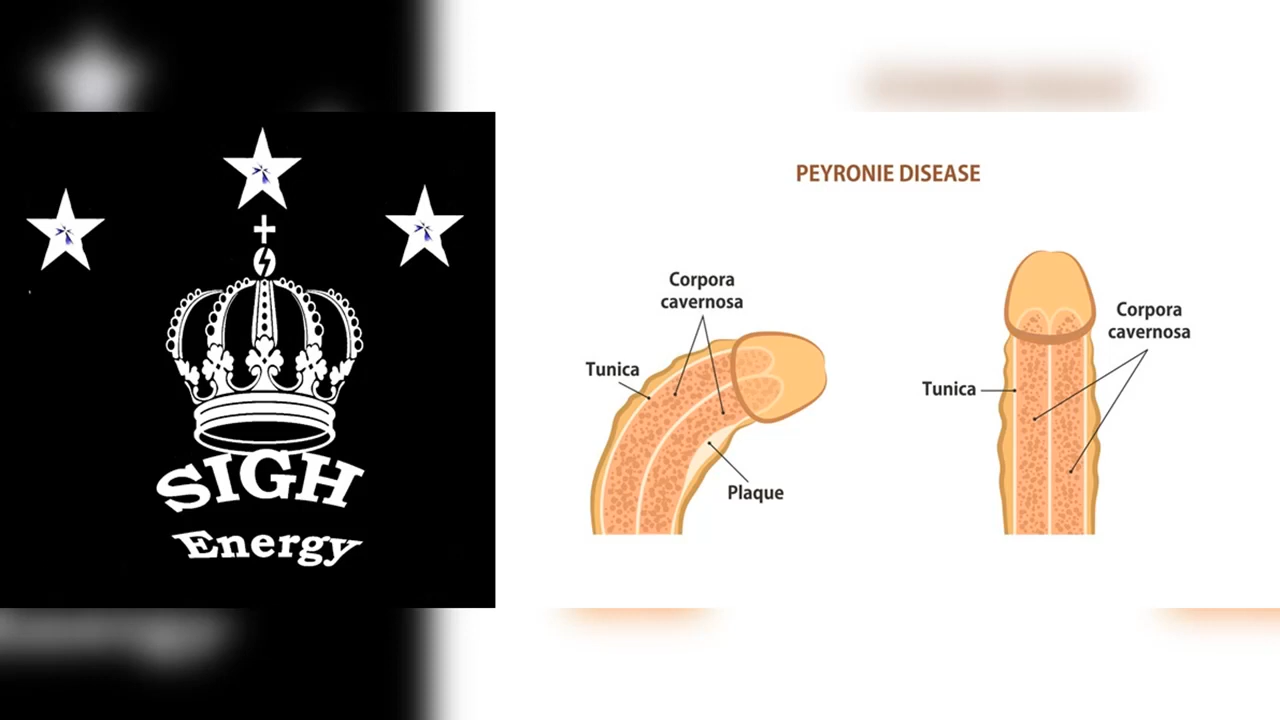 SIGH
Energy
PEYRONIE DISEASE
Corpora
cavernosa
Tunica
Plaque
Corpora
cavernosa
Tunica